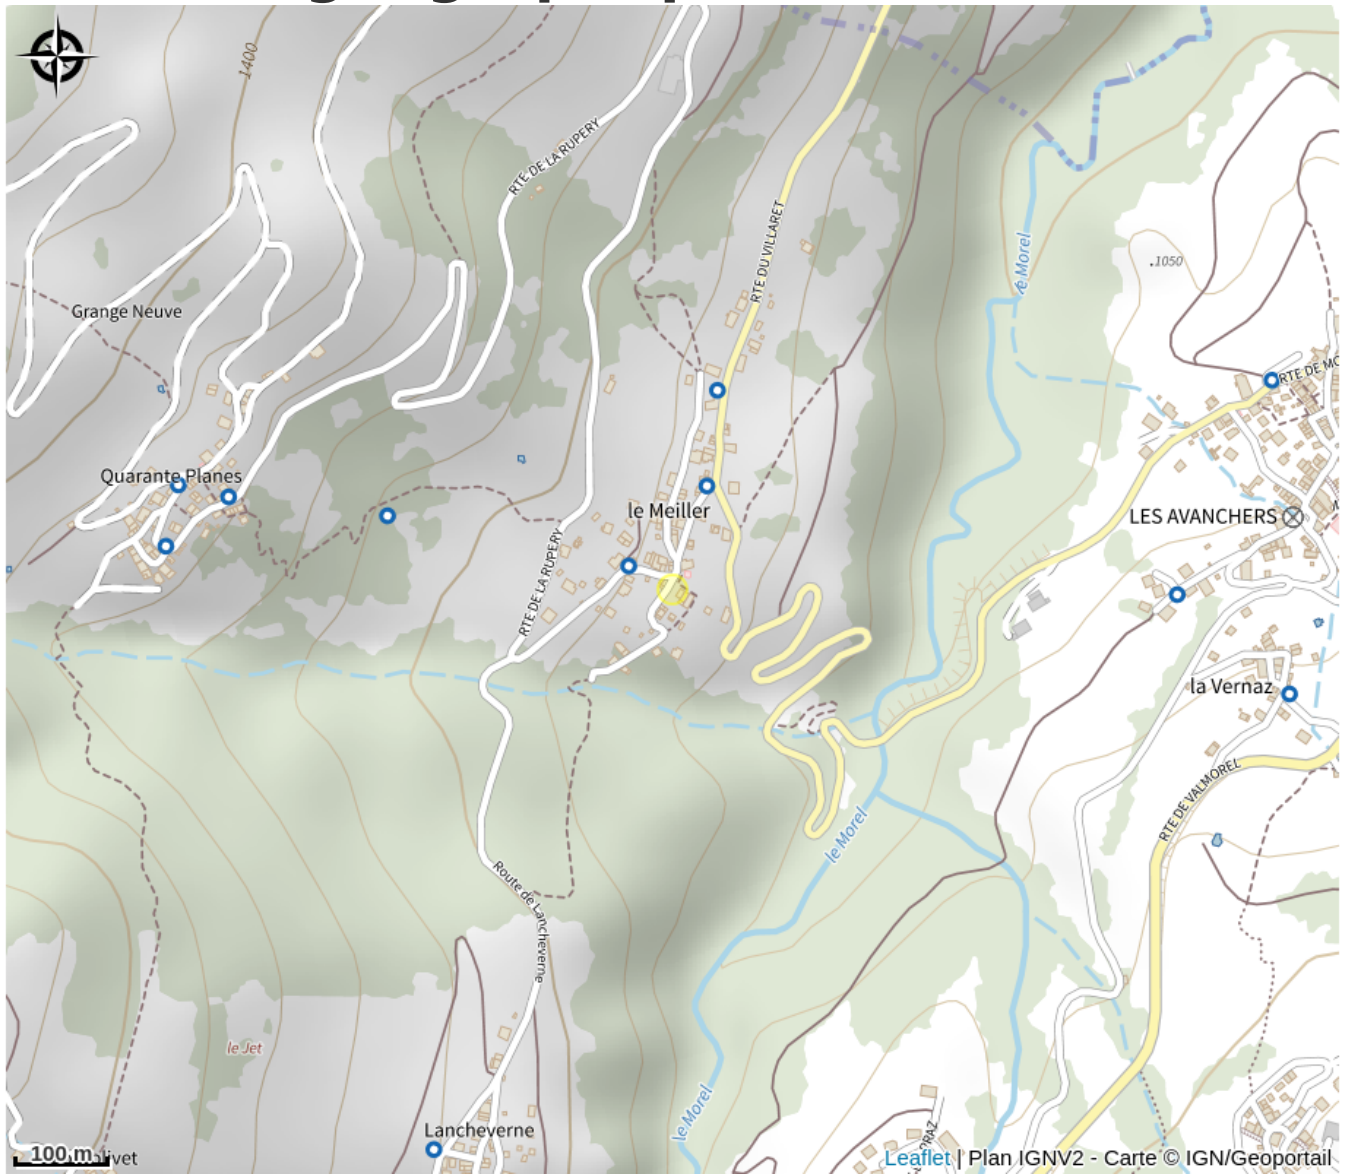 1400
RTE DE LA RUPERY
RTE DU VILLARET
le Morel
.1050
Grange Neuve
RTE DE MO
Quarante Planes
le Meiller
LES AVANCHERS
RTE DE LA RUPERY
la Vernaz
RTE DE VALMOREL
le Morel
Route de Lancheverne
le Jet
le Morel
Lancheverne
100 m
Leaflet | Plan IGNV2 - Carte © IGN/Geoportail